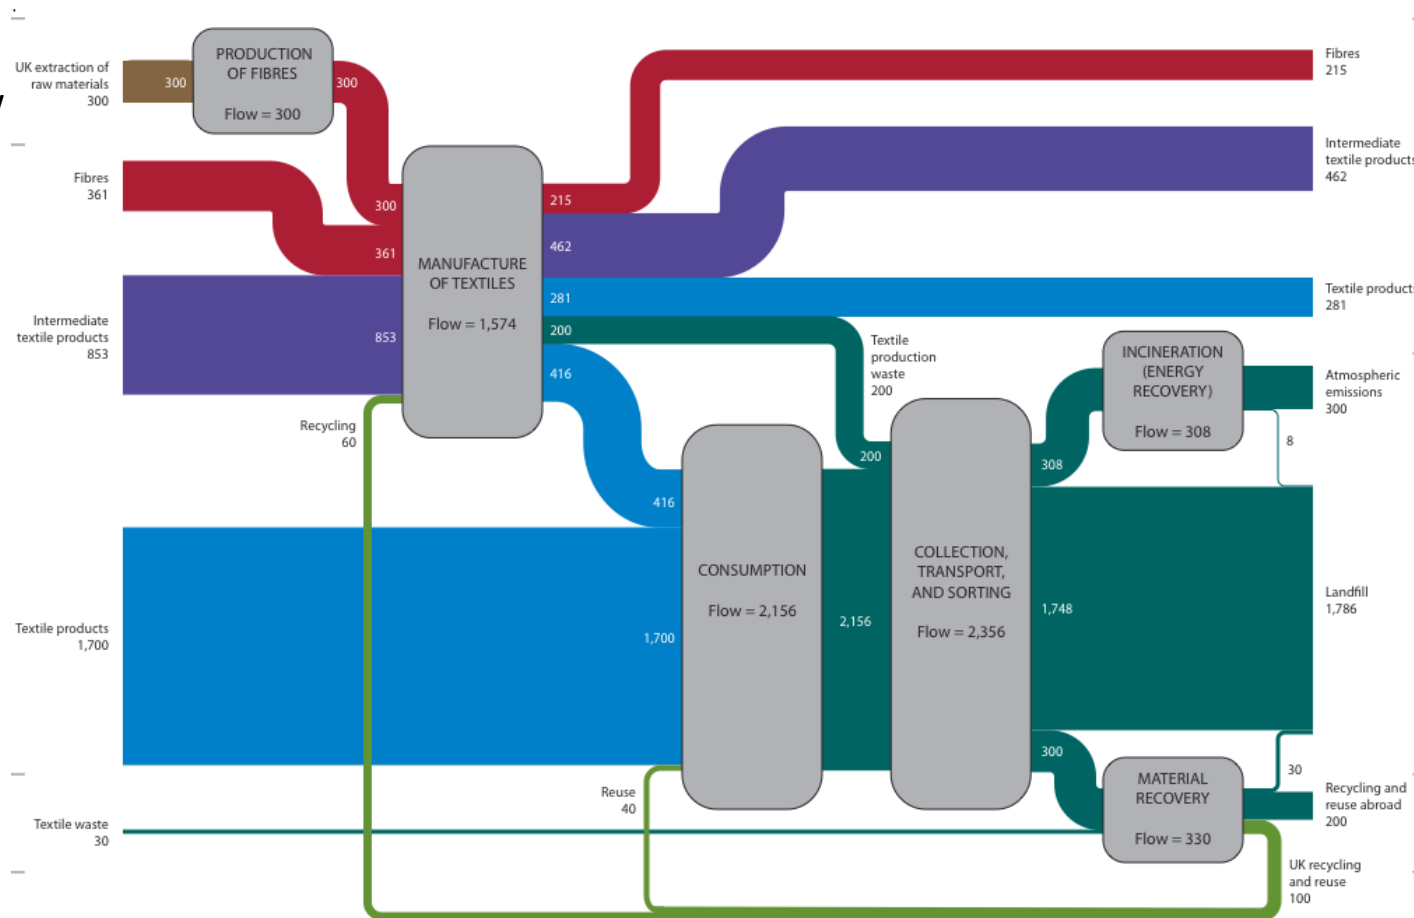 UK extraction of
raw materials
300
300
PRODUCTION
OF FIBRES
Flow = 300
300
Fibres
361
300
361
Intermediate
textile products
853
853
Recycling
60
MANUFACTURE
OF TEXTILES
Flow = 1,574
215
462
281
200
416
Fibres
215
Intermediate
textile products
462
Textile products
281
Textile
production
waste
200
INCINERATION
(ENERGY
RECOVERY)
Flow = 308
Atmospheric
emissions
300
8
200
308
416
CONSUMPTION
Flow = 2,156
2,156
COLLECTION,
TRANSPORT,
AND SORTING
Flow = 2,356
1,748
Landfill
1,786
Textile products
1,700
1,700
300
MATERIAL
RECOVERY
Flow = 330
30
Recycling and
reuse abroad
200
Reuse
40
Textile waste
30
UK recycling
and reuse
100